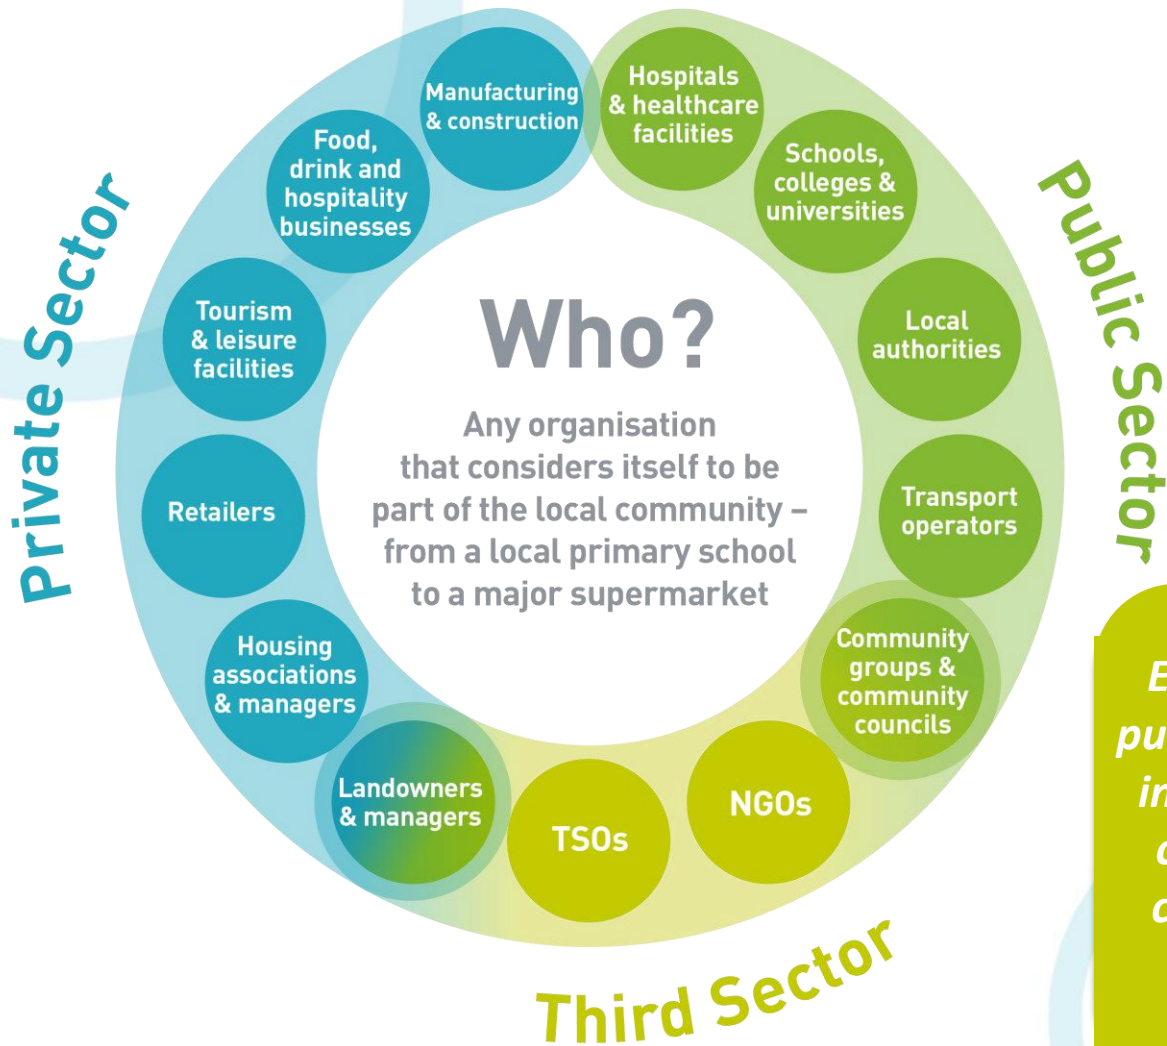 Private Sector
Manufacturing
& construction
Food,
drink and
hospitality
businesses
Tourism
& leisure
facilities
Retailers
Housing
associations
& managers
Landowners
& managers
Who?
Any organisation
that considers itself to be
part of the local community –
from a local primary school
to a major supermarket
Public Sector
Hospitals
& healthcare
facilities
Schools,
colleges &
universities
Local
authorities
Transport
operators
Community
groups &
community
councils
NGOs
TSOs
Third Sector